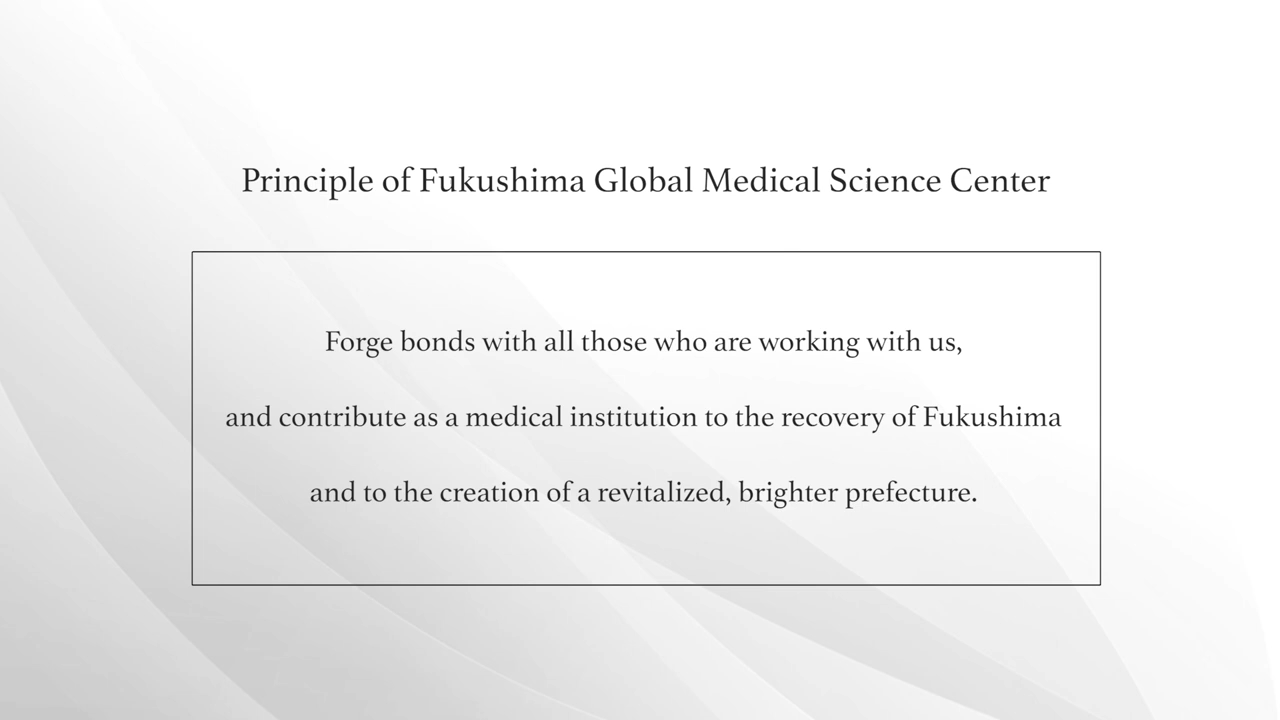 Principle of Fukushima Global Medical Science Center
Forge bonds with all those who are working with us,
and contribute as a medical institution to the recovery of Fukushima
and to the creation of a revitalized, brighter prefecture.